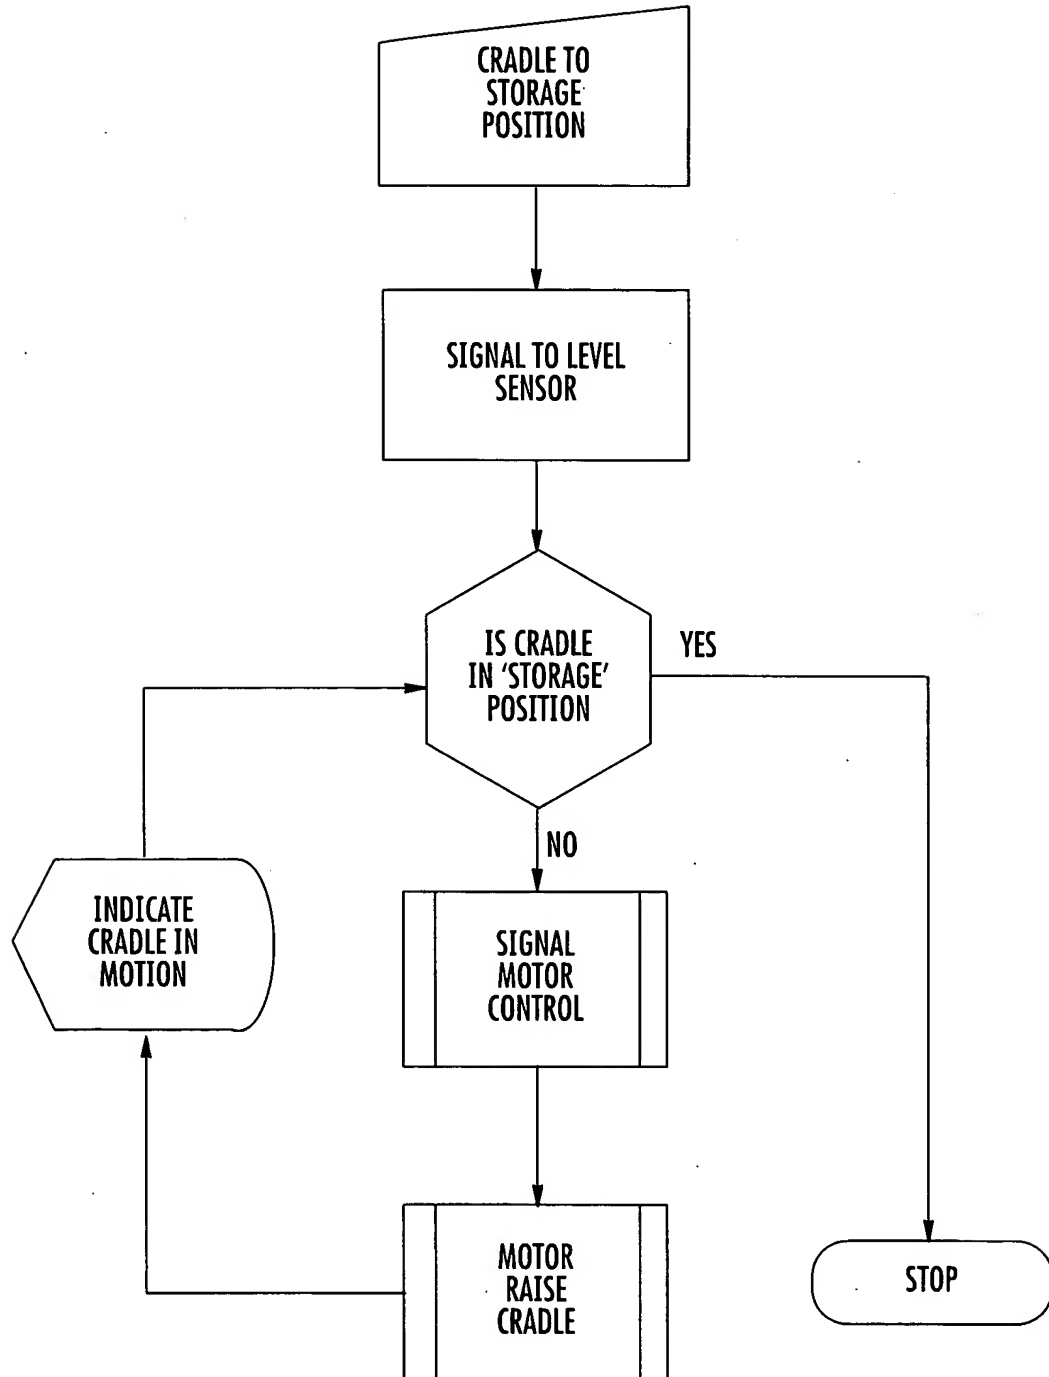 CRADLE TO
STORAGE
POSITION
SIGNAL TO LEVEL
SENSOR
IS CRADLE
IN 'STORAGE'
POSITION
YES
NO
INDICATE
CRADLE IN
MOTION
SIGNAL
MOTOR
CONTROL
MOTOR
RAISE
CRADLE
STOP